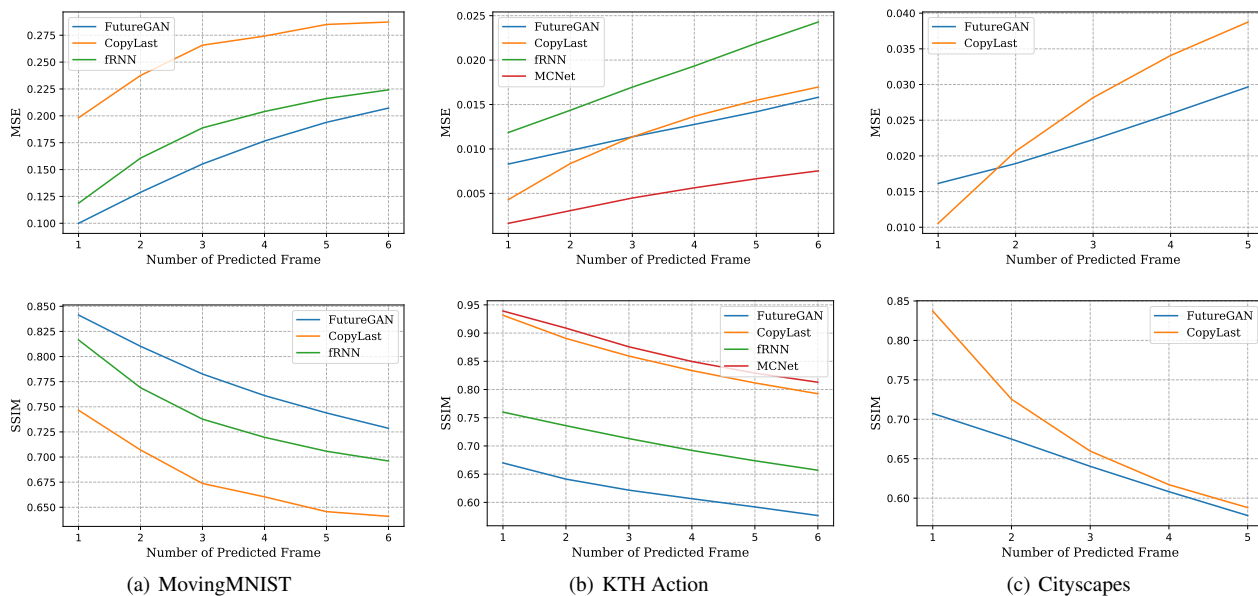 0.275
0.250
0.225
0.200
0.175
0.150
0.125
0.100
MSE
FutureGAN
CopyLast
fRNN
1 2 3 4 5 6
Number of Predicted Frame
0.025
0.020
0.015
0.010
0.005
MSE
FutureGAN
CopyLast
fRNN
MCNet
1 2 3 4 5 6
Number of Predicted Frame
0.040
0.035
0.030
0.025
0.020
0.015
0.010
MSE
FutureGAN
CopyLast
1 2 3 4 5
Number of Predicted Frame
0.850
0.825
0.800
0.775
0.750
0.725
0.700
0.675
0.650
SSIM
FutureGAN
CopyLast
fRNN
1 2 3 4 5 6
Number of Predicted Frame
(a) MovingMNIST
0.95
0.90
0.85
0.80
0.75
0.70
0.65
0.60
SSIM
FutureGAN
CopyLast
fRNN
MCNet
1 2 3 4 5 6
Number of Predicted Frame
(b) KTH Action
0.85
0.80
0.75
0.70
0.65
0.60
SSIM
FutureGAN
CopyLast
1 2 3 4 5
Number of Predicted Frame
(c) Cityscapes